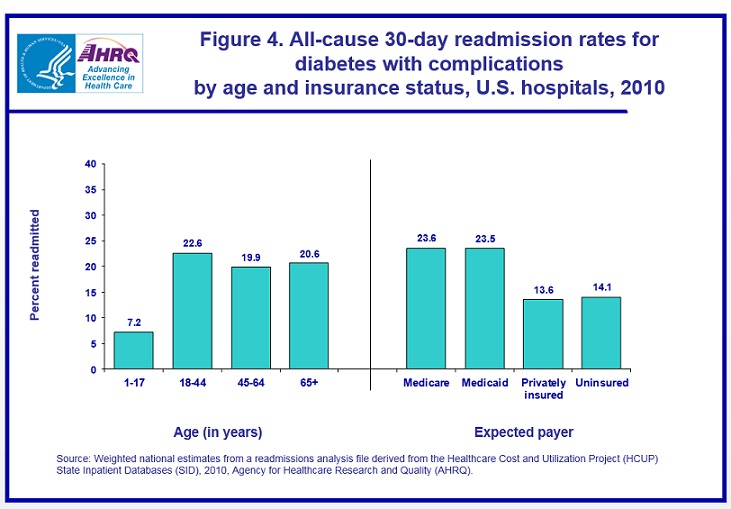 AHRQ
Advancing
Excellence in
Health Care
Figure 4. All-cause 30-day readmission rates for
diabetes with complications
by age and insurance status, U.S. hospitals, 2010
Percent readmitted
40
35
30
25
20
15
10
5
0
7.2
22.6
19.9
20.6
23.6
23.5
13.6
14.1
1-17
18-44
45-64
65+
Medicare
Medicaid
Privately
insured
Uninsured
Age (in years)
Expected payer
Source: Weighted national estimates from a readmissions analysis file derived from the Healthcare Cost and Utilization Project (HCUP)
State Inpatient Databases (SID), 2010, Agency for Healthcare Research and Quality (AHRQ).